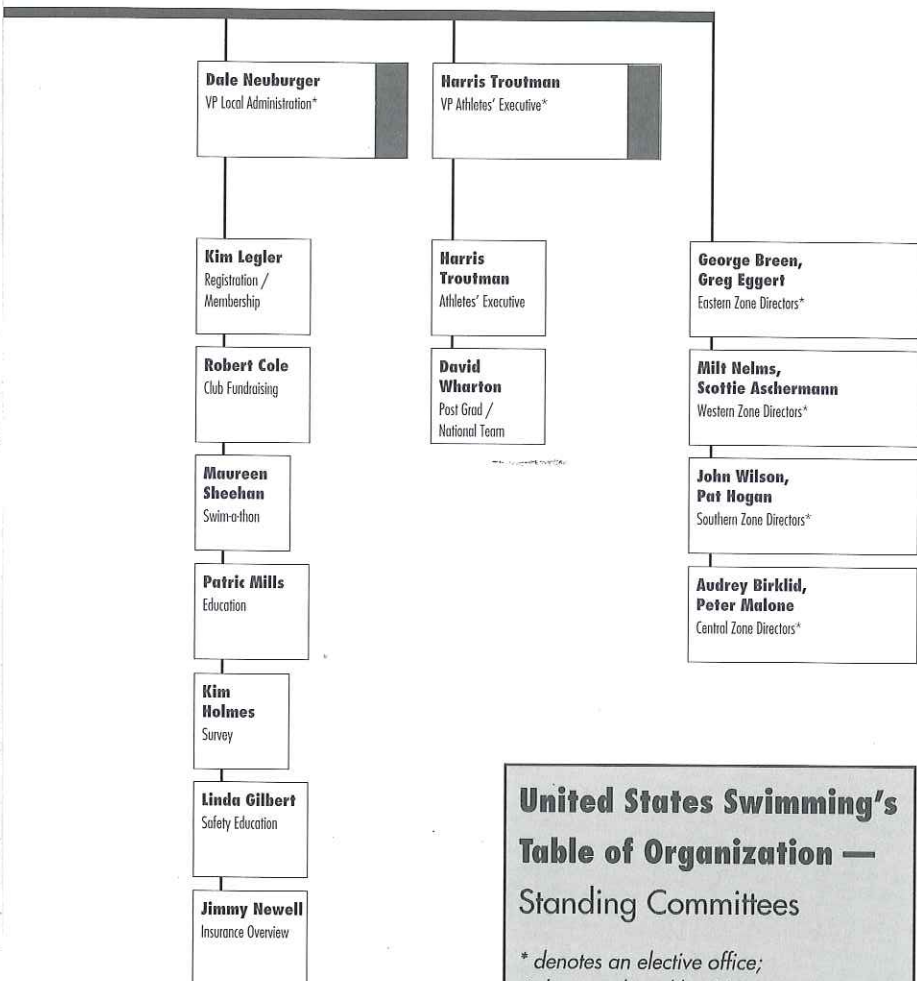 Dale Neuburger
VP Local Administration*
Harris Troutman
VP Athletes' Executive*
Kim Legler
Registration /
Membership
Robert Cole
Club Fundraising
Maureen
Sheehan
Swim-a-thon
Patric Mills
Education
Kim
Holmes
Survey
Linda Gilbert
Safety Education
Jimmy Newell
Insurance Overview
Harris
Troutman
Athletes' Executive
David
Wharton
Post Grad /
National Team
George Breen,
Greg Eggert
Eastern Zone Directors*
Milt Nelms,
Scottie Aschermann
Western Zone Directors*
John Wilson,
Pat Hogan
Southern Zone Directors*
Audrey Birklid,
Peter Malone
Central Zone Directors*
United States Swimming's
Table of Organization —
Standing Committees
* denotes an elective office;